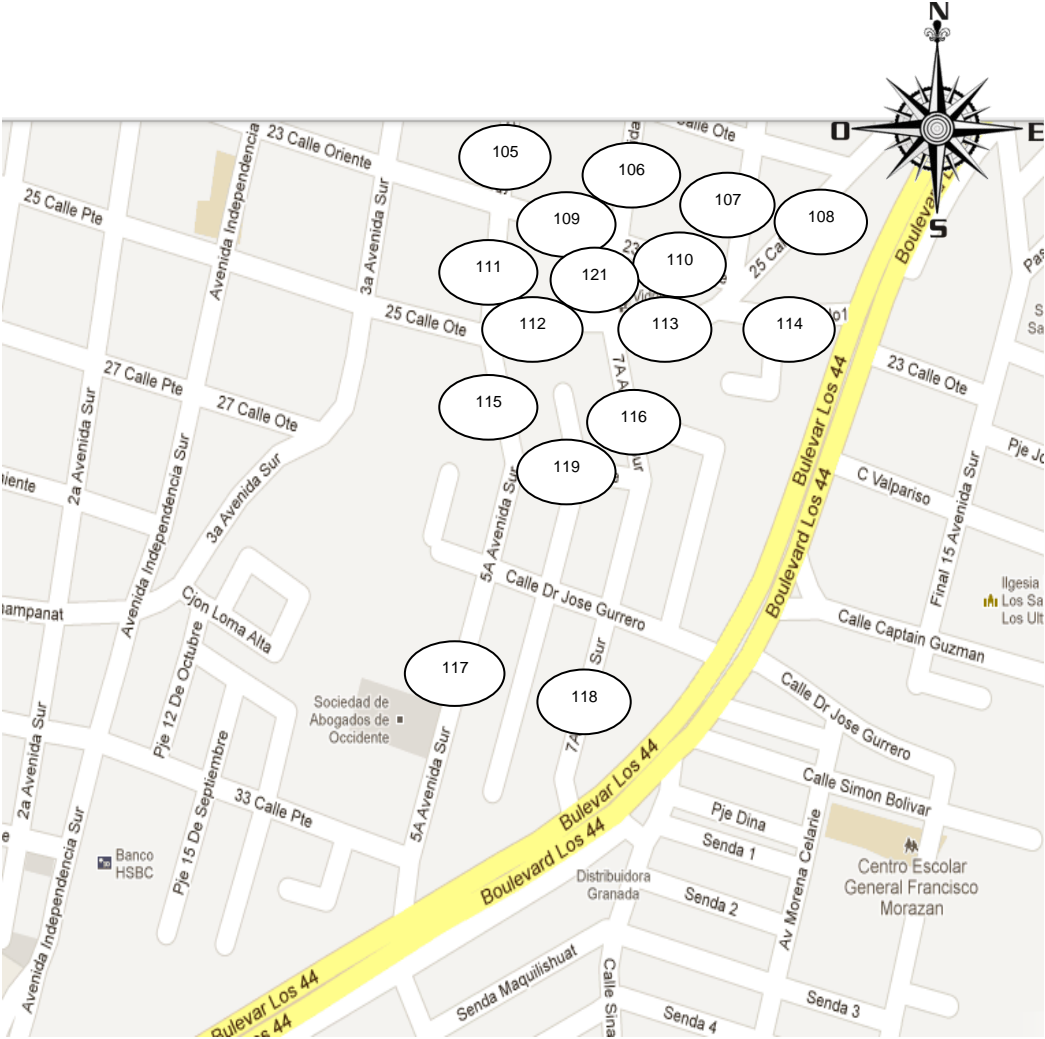 N
O
E
S
23 Calle Oriente
Calle Ote
25 Calle Pte
Avenida Independencia
3a Avenida Sur
105
106
107
108
109
110
111
121
112
113
114
25 Calle Ote
27 Calle Pte
27 Calle Ote
2a Avenida Sur
Avenida Independencia Sur
3a Avenida Sur
115
116
119
5A Avenida Sur
Bulevar Los 44
Boulevard Los 44
23 Calle Ote
C Valpariso
Final 15 Avenida Sur
Ilgesia
Calle Captain Guzman
Calle Dr Jose Gurrero
Cjon Loma Alta
Pje 12 De Octubre
117
118
Sur
Sociedad de
Abogados de
Occidente
Calle Dr Jose Gurrero
2a Avenida Sur
Pje 15 De Septiembre
33 Calle Pte
5A Avenida Sur
Bulevar Los 44
Boulevard Los 44
Calle Simon Bolivar
Pje Dina
Senda 1
Av Morena Celarie
Centro Escolar
General Francisco
Morazan
Banco
HSBC
Avenida Independencia Sur
Distribuidora
Granada
Senda 2
Senda Maquilishuat
Senda 3
Senda 4
Bulevar Los 44